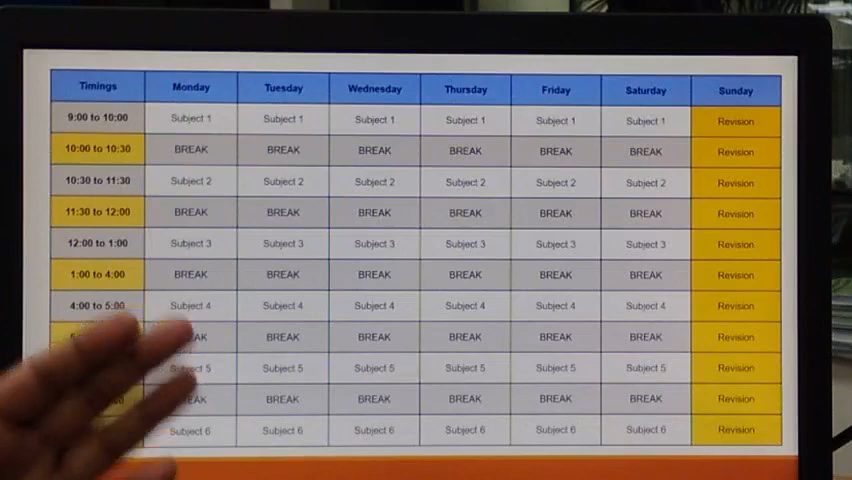 Timings Monday Tuesday Wednesday Thursday Friday Saturday Sunday
9:00 to 10:00 Subject 1 Subject 1 Subject 1 Subject 1 Subject 1 Subject 1 Revision
10:00 to 10:30 BREAK BREAK BREAK BREAK BREAK BREAK Revision
10:30 to 11:30 Subject 2 Subject 2 Subject 2 Subject 2 Subject 2 Subject 2 Revision
11:30 to 12:00 BREAK BREAK BREAK BREAK BREAK BREAK Revision
12:00 to 1:00 Subject 3 Subject 3 Subject 3 Subject 3 Subject 3 Subject 3 Revision
1:00 to 4:00 BREAK BREAK BREAK BREAK BREAK BREAK Revision
4:00 to 5:00 Subject 4 Subject 4 Subject 4 Subject 4 Subject 4 Subject 4 Revision
BREAK BREAK BREAK BREAK BREAK Revision
Subject 5 Subject 5 Subject 5 Subject 5 Subject 5 Subject 5 Revision
BREAK BREAK BREAK BREAK BREAK Revision
Subject 6 Subject 6 Subject 6 Subject 6 Subject 6 Subject 6 Revision